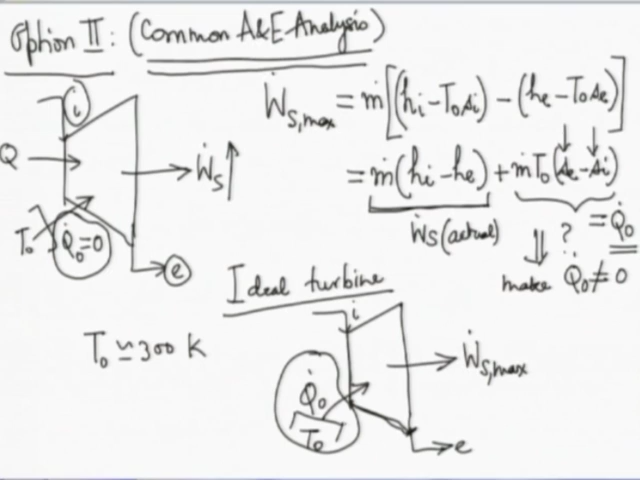 Option II: (Common A&E-Analysis)
i
Q
Ẇs↑
T₀
Q̇₀=0
e
Ẇs,max = ṁ[(hi-T₀si) - (he-T₀se)]
= ṁ(hi-he) + ṁT₀(se-si)
Ẇs(actual)
?
= Q̇₀
make Q̇₀≠0
Ideal turbine
T₀ ≃ 300 K
i
Q̇₀
T₀
Ẇs,max
e